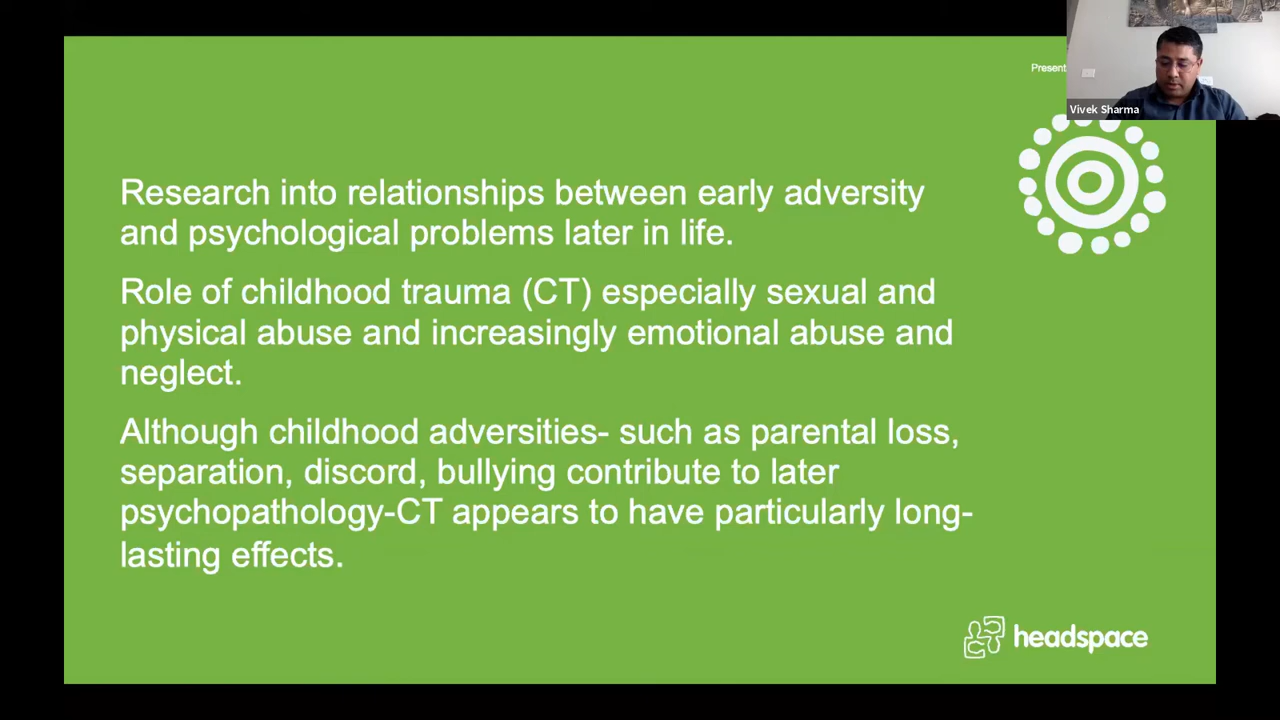 Present
Vivek Sharma
Research into relationships between early adversity
and psychological problems later in life.
Role of childhood trauma (CT) especially sexual and
physical abuse and increasingly emotional abuse and
neglect.
Although childhood adversities- such as parental loss,
separation, discord, bullying contribute to later
psychopathology-CT appears to have particularly long-
lasting effects.
headspace